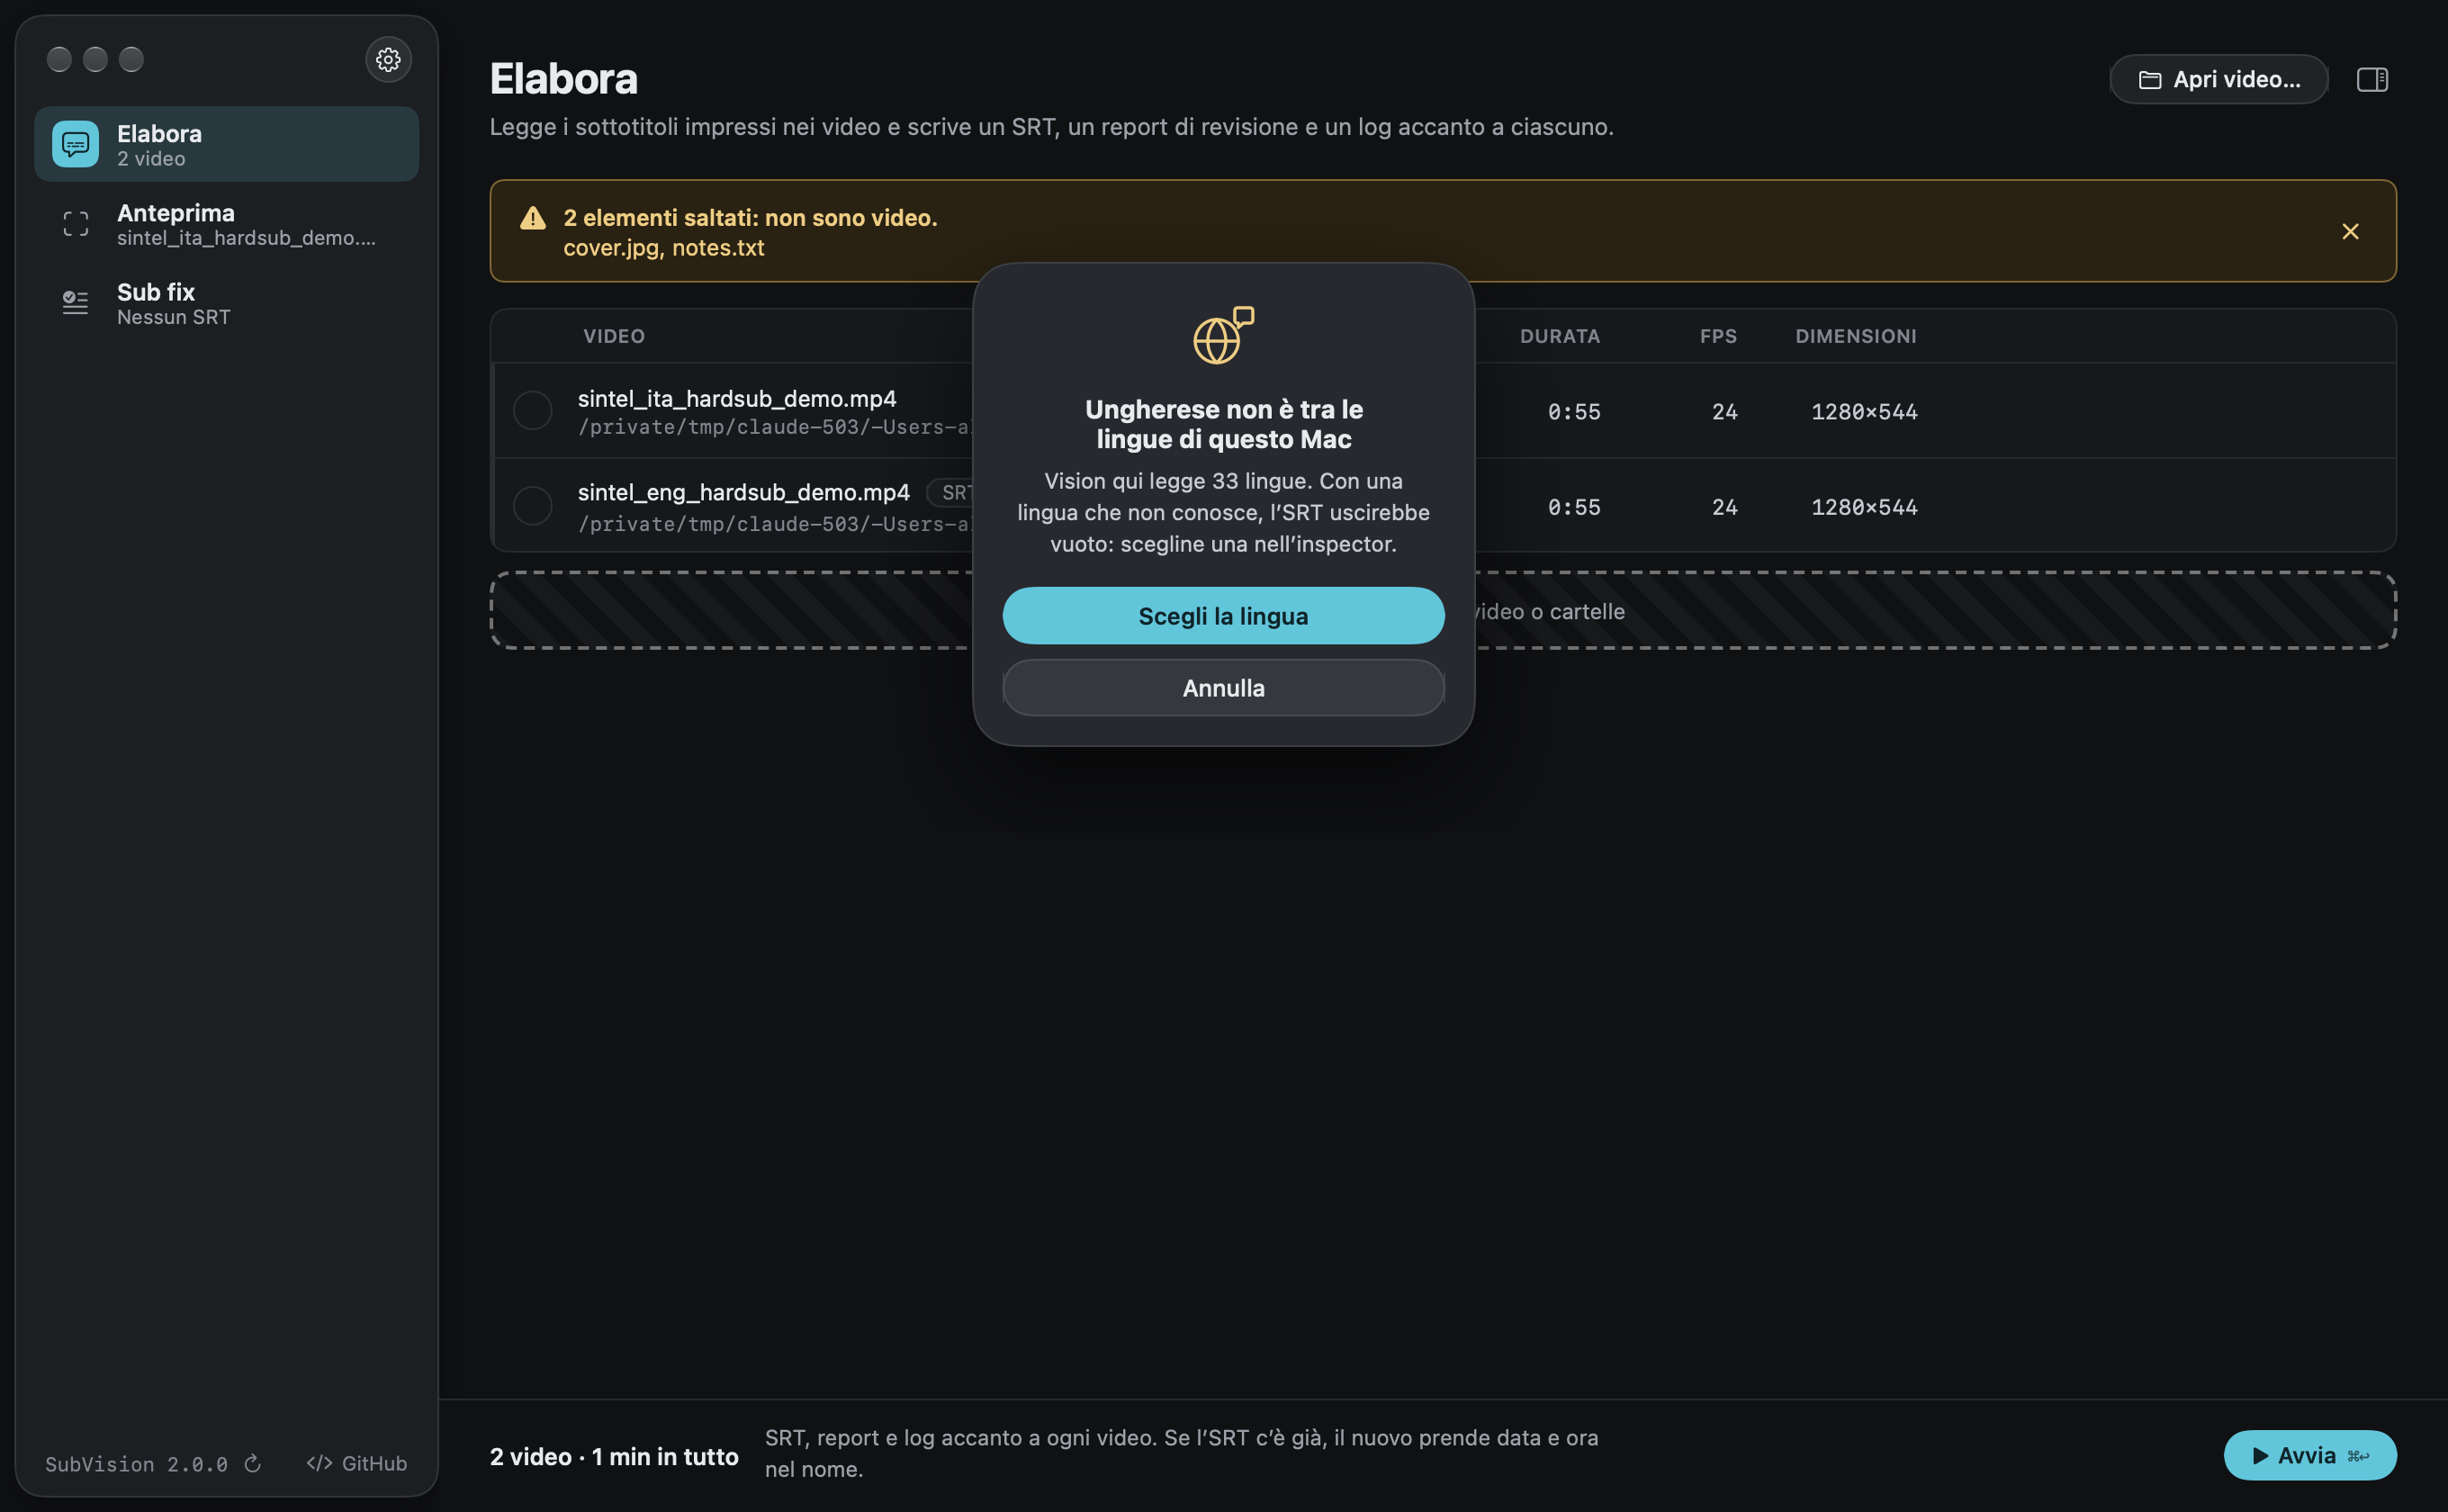 Elabora
2 video
Anteprima
sintel_ita_hardsub_demo....
Sub fix
Nessun SRT
SubVision 2.0.0
</> GitHub
Elabora
Legge i sottotitoli impressi nei video e scrive un SRT, un report di revisione e un log accanto a ciascuno.
Apri video...
2 elementi saltati: non sono video.
cover.jpg, notes.txt
VIDEO DURATA FPS DIMENSIONI
sintel_ita_hardsub_demo.mp4 0:55 24 1280×544
/private/tmp/claude-503/-Users-a
sintel_eng_hardsub_demo.mp4 SRT 0:55 24 1280×544
/private/tmp/claude-503/-Users-a
video o cartelle
Ungherese non è tra le
lingue di questo Mac
Vision qui legge 33 lingue. Con una
lingua che non conosce, l’SRT uscirebbe
vuoto: scegline una nell’inspector.
Scegli la lingua
Annulla
2 video · 1 min in tutto
SRT, report e log accanto a ogni video. Se l’SRT c’è già, il nuovo prende data e ora
nel nome.
Avvia ⌘↩